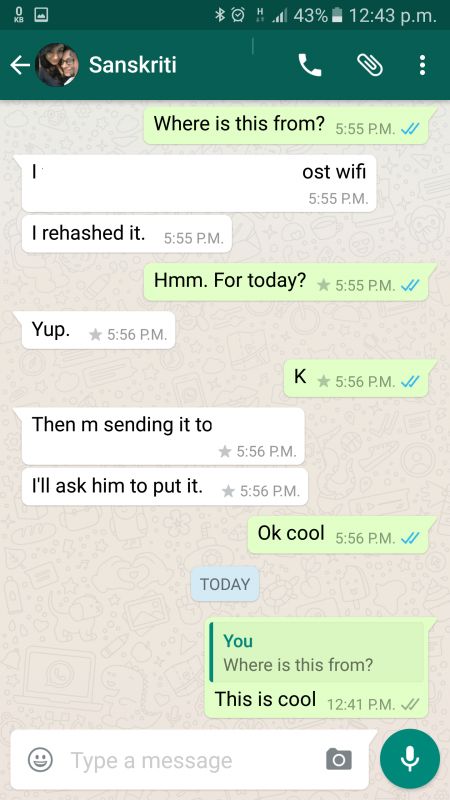 0 KB H 43% 12:43 p.m.
Sanskriti
Where is this from? 5:55 P.M.
I ost wifi
5:55 P.M.
I rehashed it. 5:55 P.M.
Hmm. For today? 5:55 P.M.
Yup. 5:56 P.M.
K 5:56 P.M.
Then m sending it to
5:56 P.M.
I'll ask him to put it. 5:56 P.M.
Ok cool 5:56 P.M.
TODAY
You
Where is this from?
This is cool 12:41 P.M.
Type a message